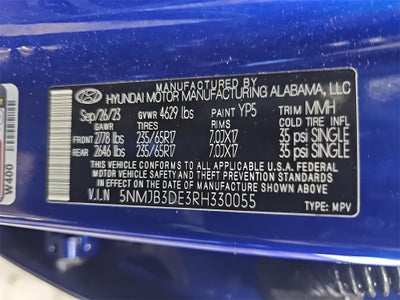 MANUFACTURED BY
HYUNDAI MOTOR MANUFACTURING ALABAMA, LLC
Sep/26/23 GVWR 4629 lbs PAINT YP5 TRIM MMH
GAWR TIRES RIMS COLD TIRE INFL
FRONT 2778 lbs 235/65R17 7.0JX17 35 psi SINGLE
REAR 2646 lbs 235/65R17 7.0JX17 35 psi SINGLE
THIS VEHICLE CONFORMS TO ALL APPLICABLE U.S.A. FEDERAL MOTOR
VEHICLE SAFETY, BUMPER, AND THEFT PREVENTION STANDARDS
IN EFFECT ON THE DATE OF MANUFACTURE SHOWN ABOVE.
V.I.N 5NMJB3DE3RH330055
TYPE: MPV
W400